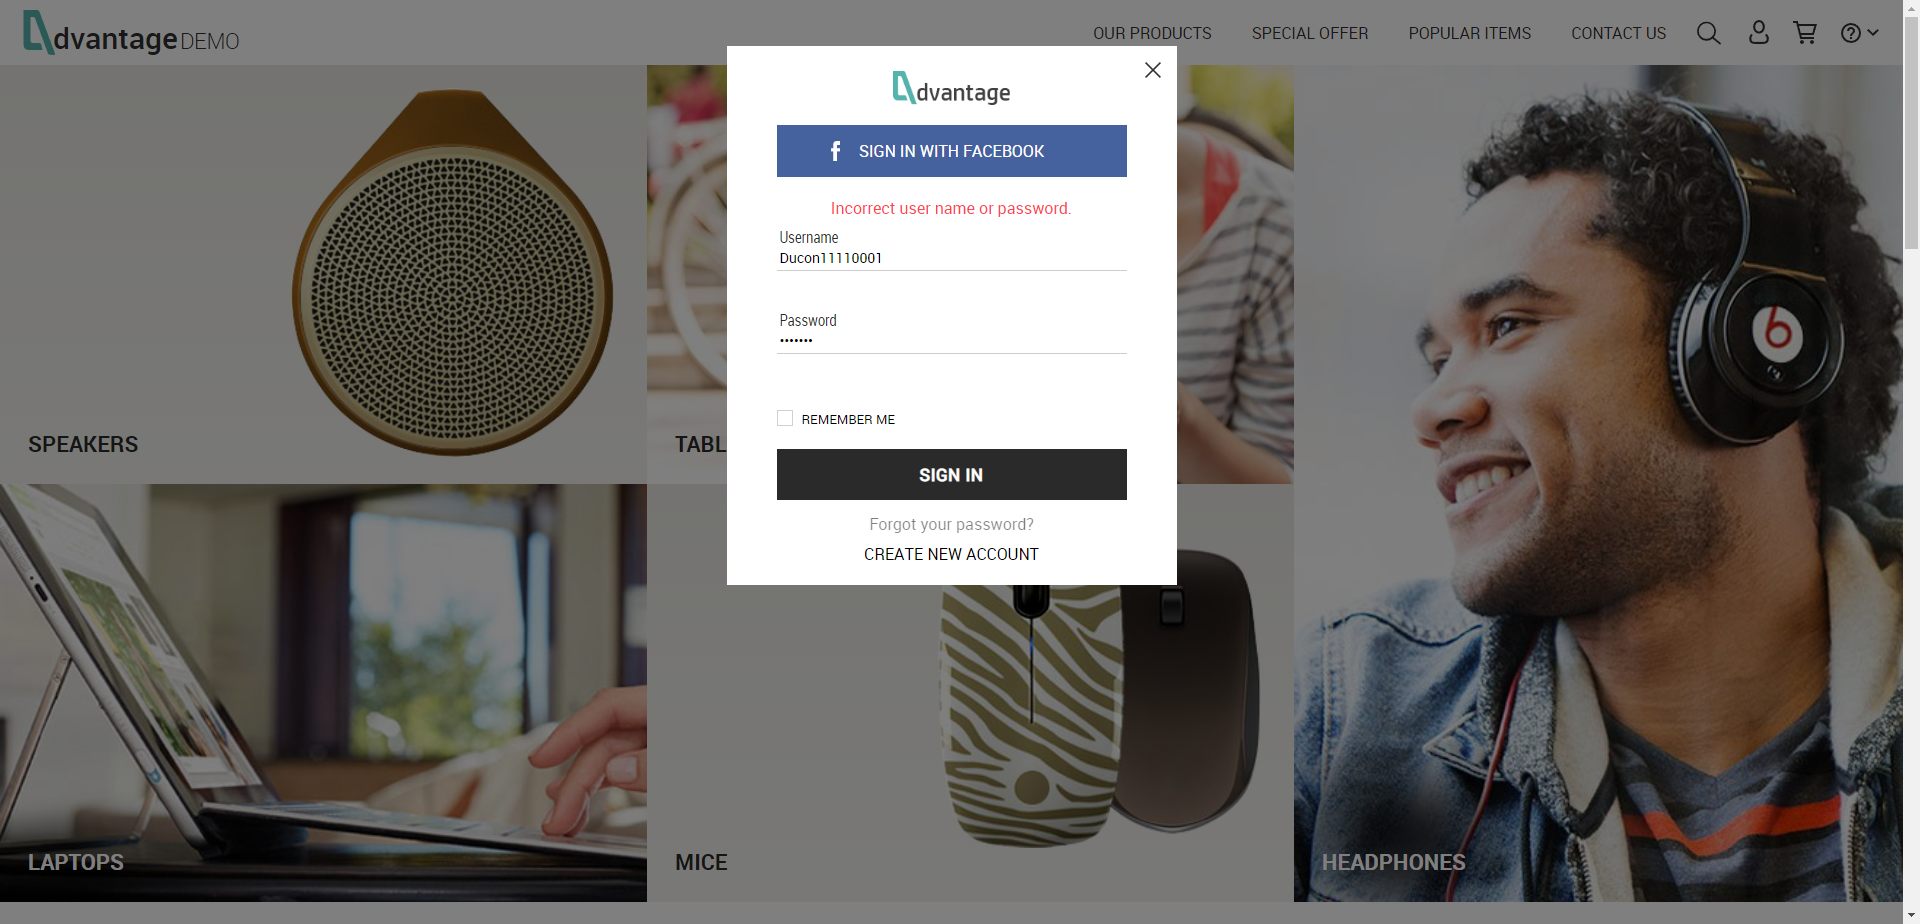 dvantage DEMO
OUR PRODUCTS
SPECIAL OFFER
POPULAR ITEMS
CONTACT US
dvantage
SIGN IN WITH FACEBOOK
Incorrect user name or password.
Username
Ducon11110001
Password
•••••••
REMEMBER ME
SIGN IN
Forgot your password?
CREATE NEW ACCOUNT
SPEAKERS
TABL
LAPTOPS
MICE
HEADPHONES